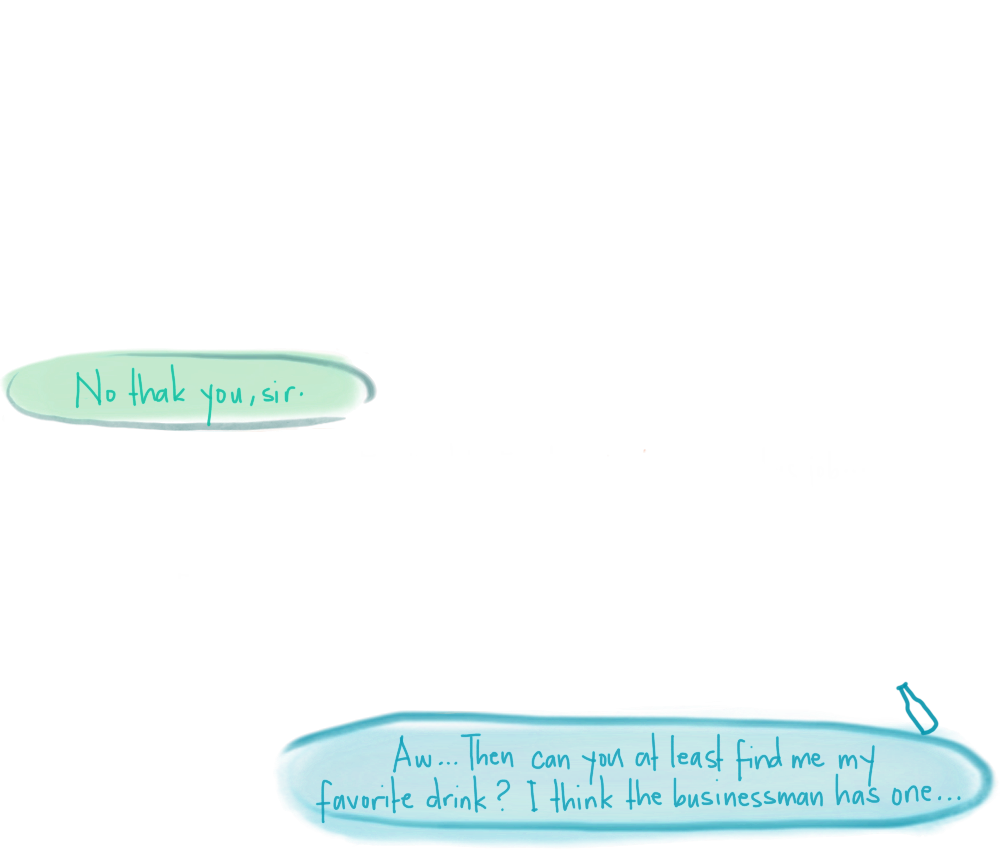 No thak you, sir.
Aw... Then can you at least find me my
favorite drink? I think the businessman has one...